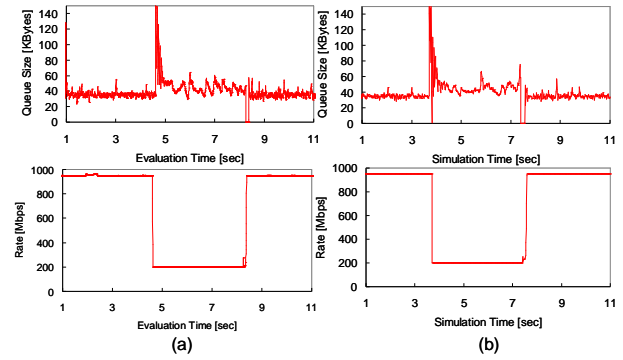 Queue Size [KBytes]
140
120
100
80
60
40
20
0
1 3 5 7 9 11
Evaluation Time [sec]
Queue Size [KBytes]
140
120
100
80
60
40
20
0
1 3 5 7 9 11
Simulation Time [sec]
Rate [Mbps]
1000
800
600
400
200
0
1 3 5 7 9 11
Evaluation Time [sec]
Rate [Mbps]
1000
800
600
400
200
0
1 3 5 7 9 11
Simulation Time [sec]
(a)
(b)